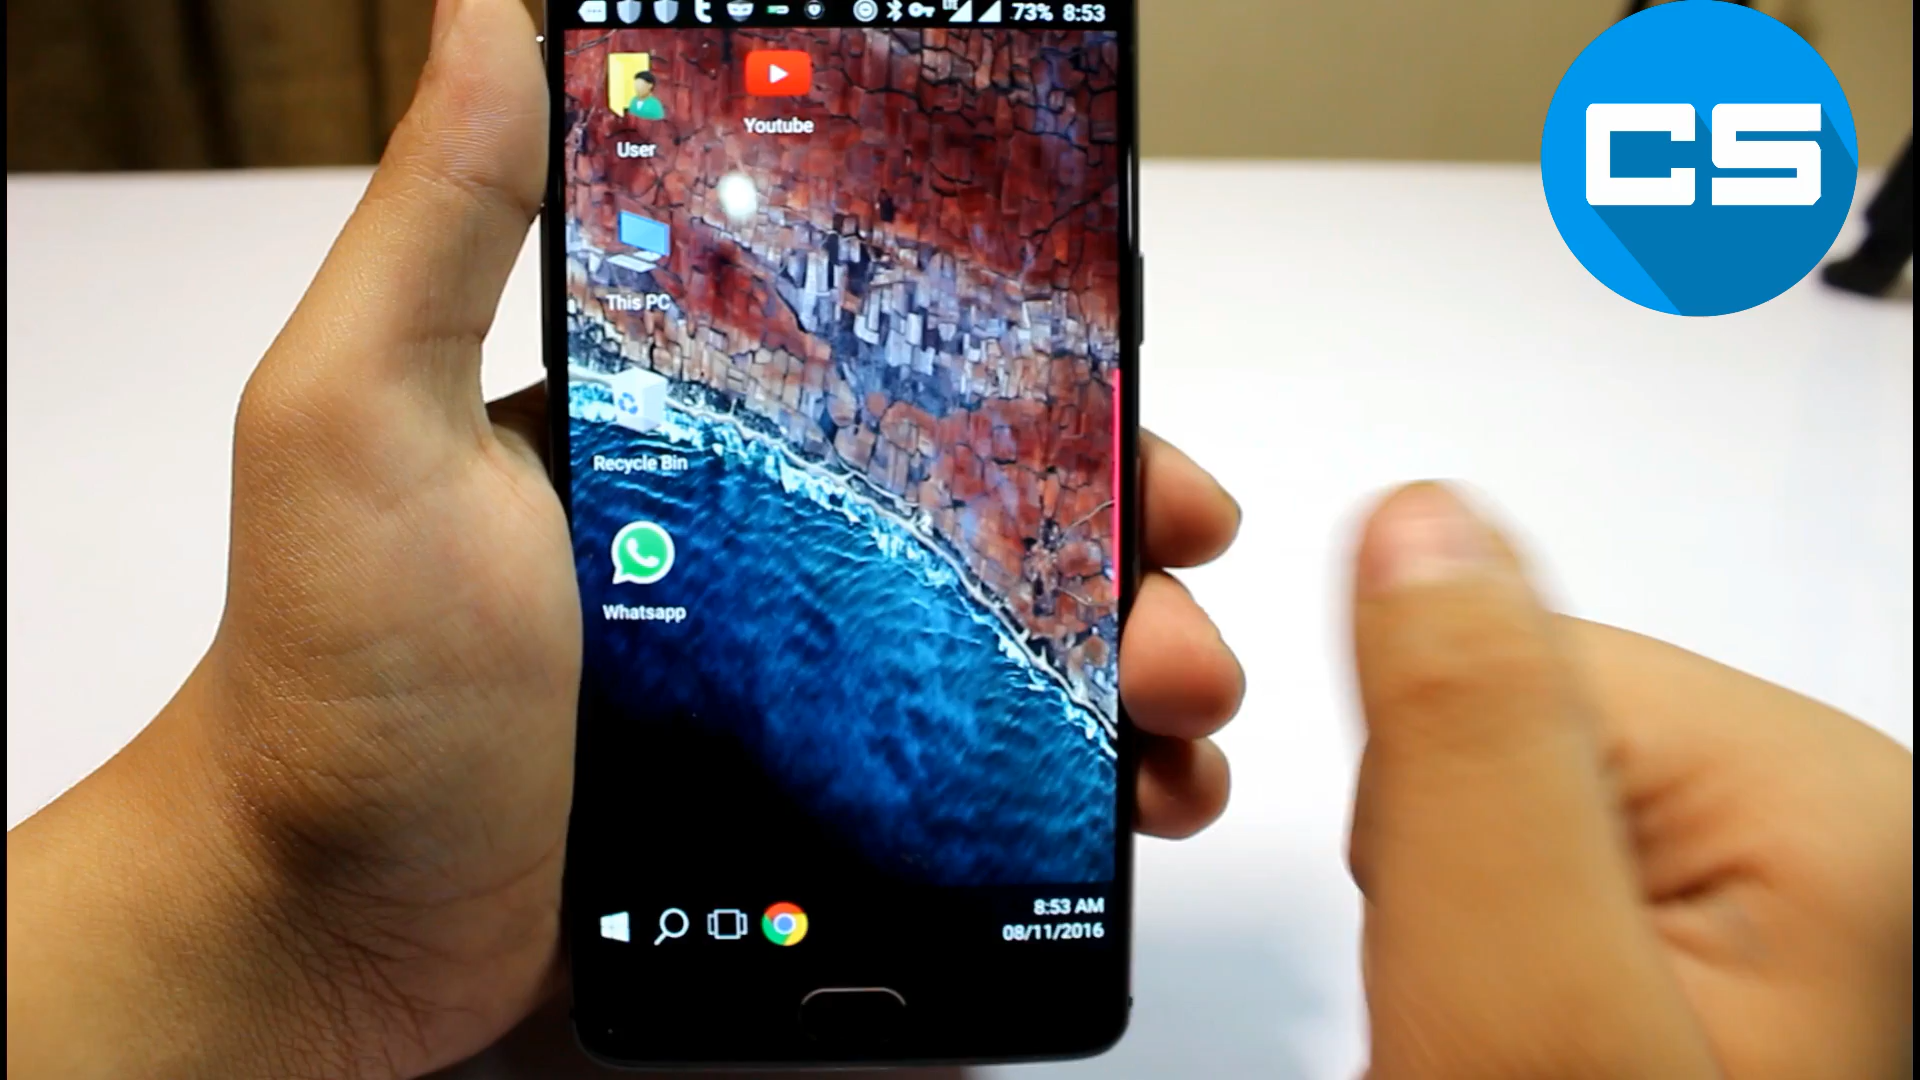 73% 8:53
User
Youtube
This PC
Recycle Bin
Whatsapp
8:53 AM
08/11/2016
CS